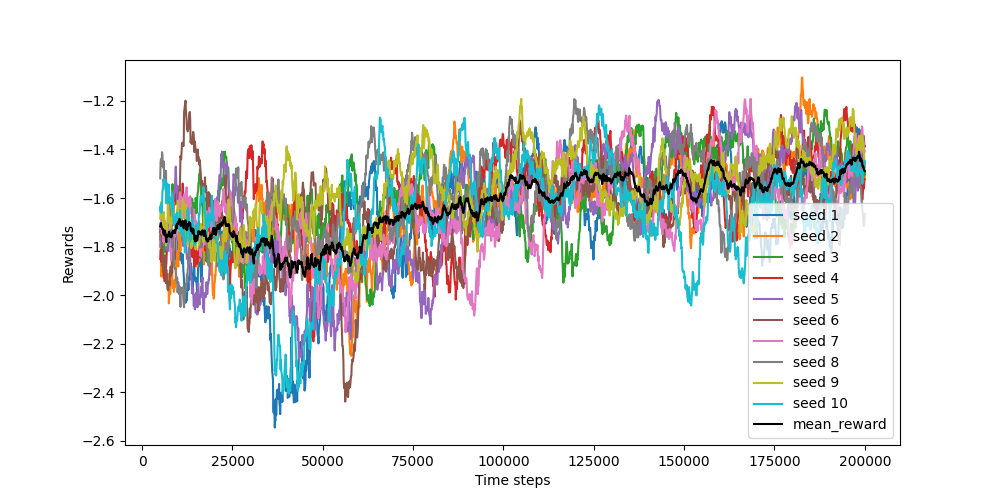 −1.2
−1.4
−1.6
−1.8
−2.0
−2.2
−2.4
−2.6
Rewards
0
25000
50000
75000
100000
125000
150000
175000
200000
Time steps
seed 1
seed 2
seed 3
seed 4
seed 5
seed 6
seed 7
seed 8
seed 9
seed 10
mean_reward